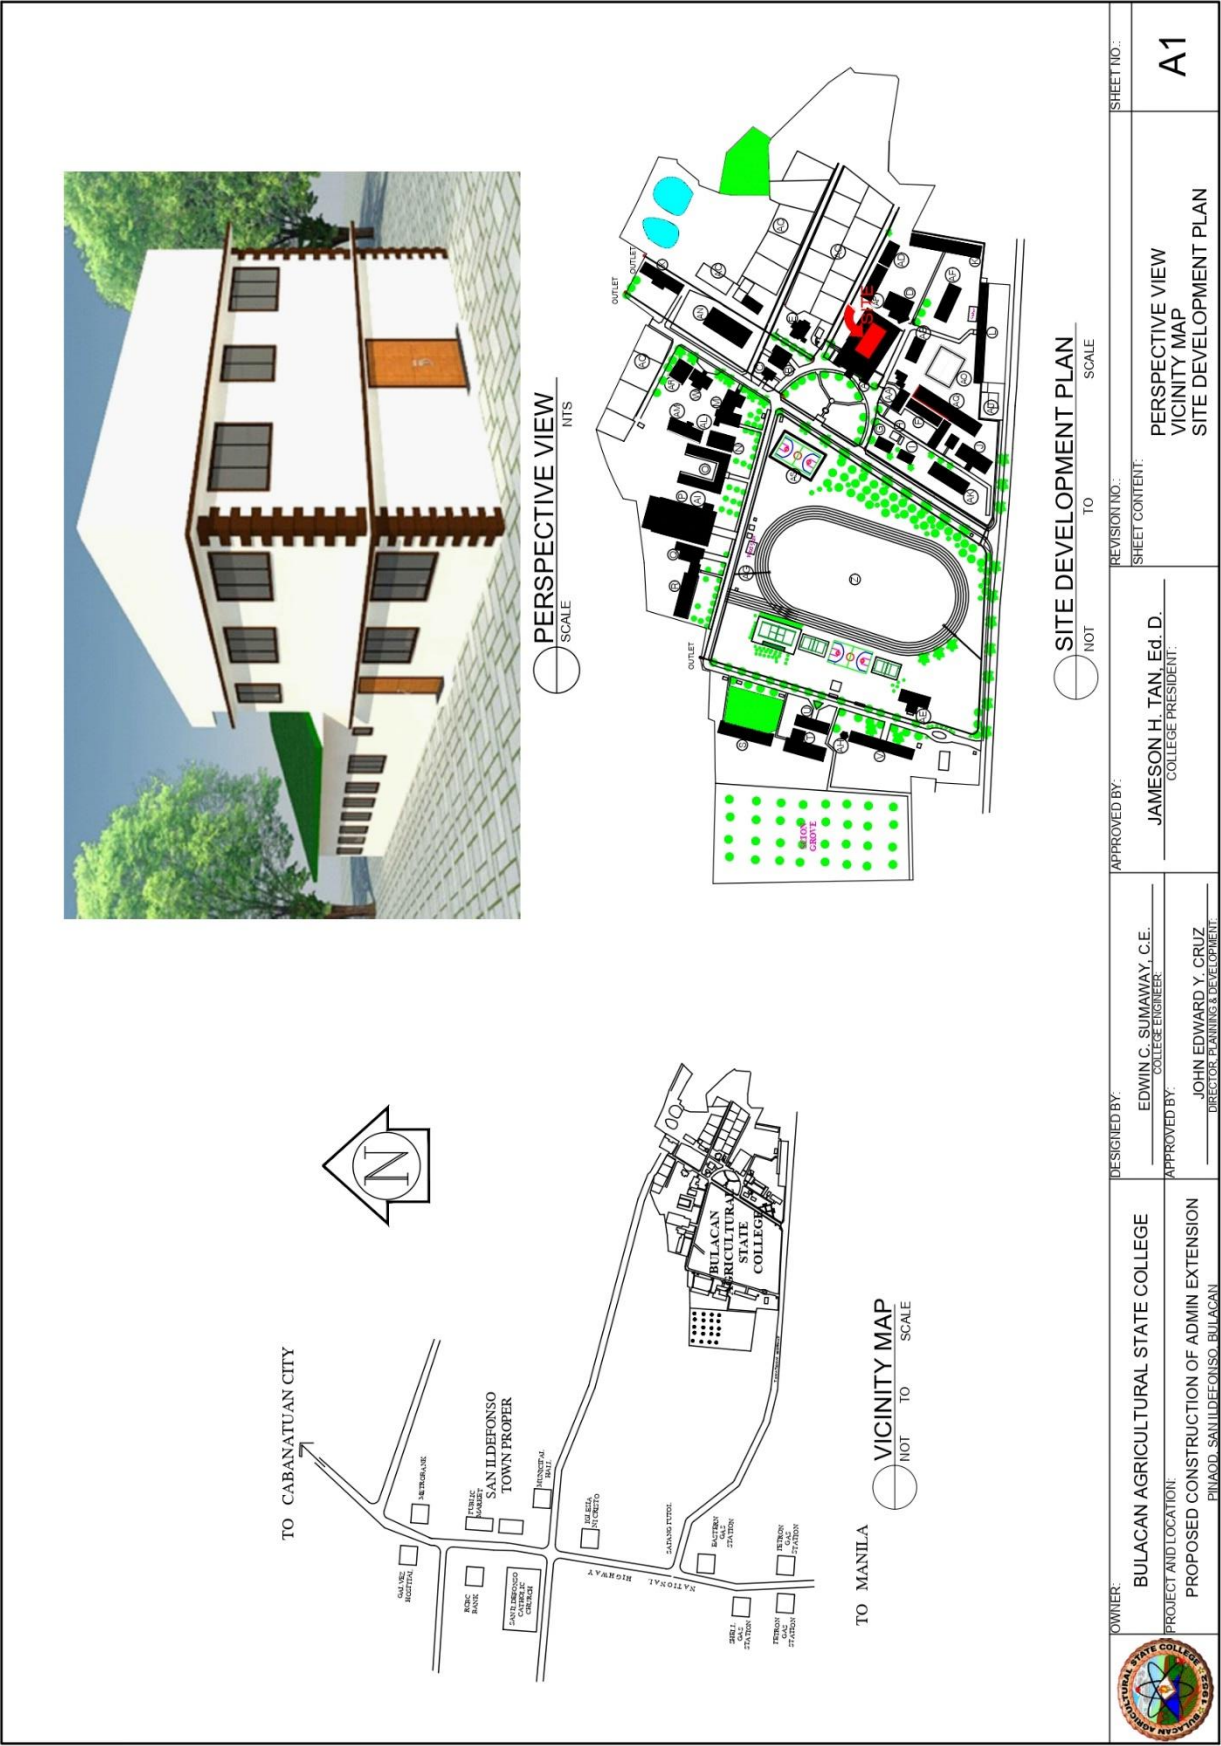 PERSPECTIVE VIEW
SCALE NTS
N
TO CABANATUAN CITY
METROBANK
GALVEZ
HOSPITAL
PUBLIC
MARKET
SAN ILDEFONSO
TOWN PROPER
RCBC
BANK
MUNICIPAL
HALL
SAN ILDEFONSO
CATHOLIC
CHURCH
IGLESIA
NI CRISTO
NATIONAL HIGHWAY
EASTERN
GAS
STATION
SHELL
GAS
STATION
PETRON
GAS
STATION
PETRON
GAS
STATION
TO MANILA
BULACAN
AGRICULTURAL
STATE
COLLEGE
VICINITY MAP
NOT TO SCALE
OUTLET
OUTLET
OUTLET
SITE
GROVE
Z
SITE DEVELOPMENT PLAN
NOT TO SCALE
BULACAN AGRICULTURAL STATE COLLEGE 1952
OWNER:
BULACAN AGRICULTURAL STATE COLLEGE
PROJECT AND LOCATION:
PROPOSED CONSTRUCTION OF ADMIN EXTENSION
PINAOD, SAN ILDEFONSO, BULACAN
DESIGNED BY:
EDWIN C. SUMAWAY, C.E.
COLLEGE ENGINEER:
APPROVED BY:
JOHN EDWARD Y. CRUZ
DIRECTOR, PLANNING & DEVELOPMENT:
APPROVED BY:
JAMESON H. TAN, Ed. D.
COLLEGE PRESIDENT:
REVISION NO.:
SHEET CONTENT:
PERSPECTIVE VIEW
VICINITY MAP
SITE DEVELOPMENT PLAN
SHEET NO.:
A1